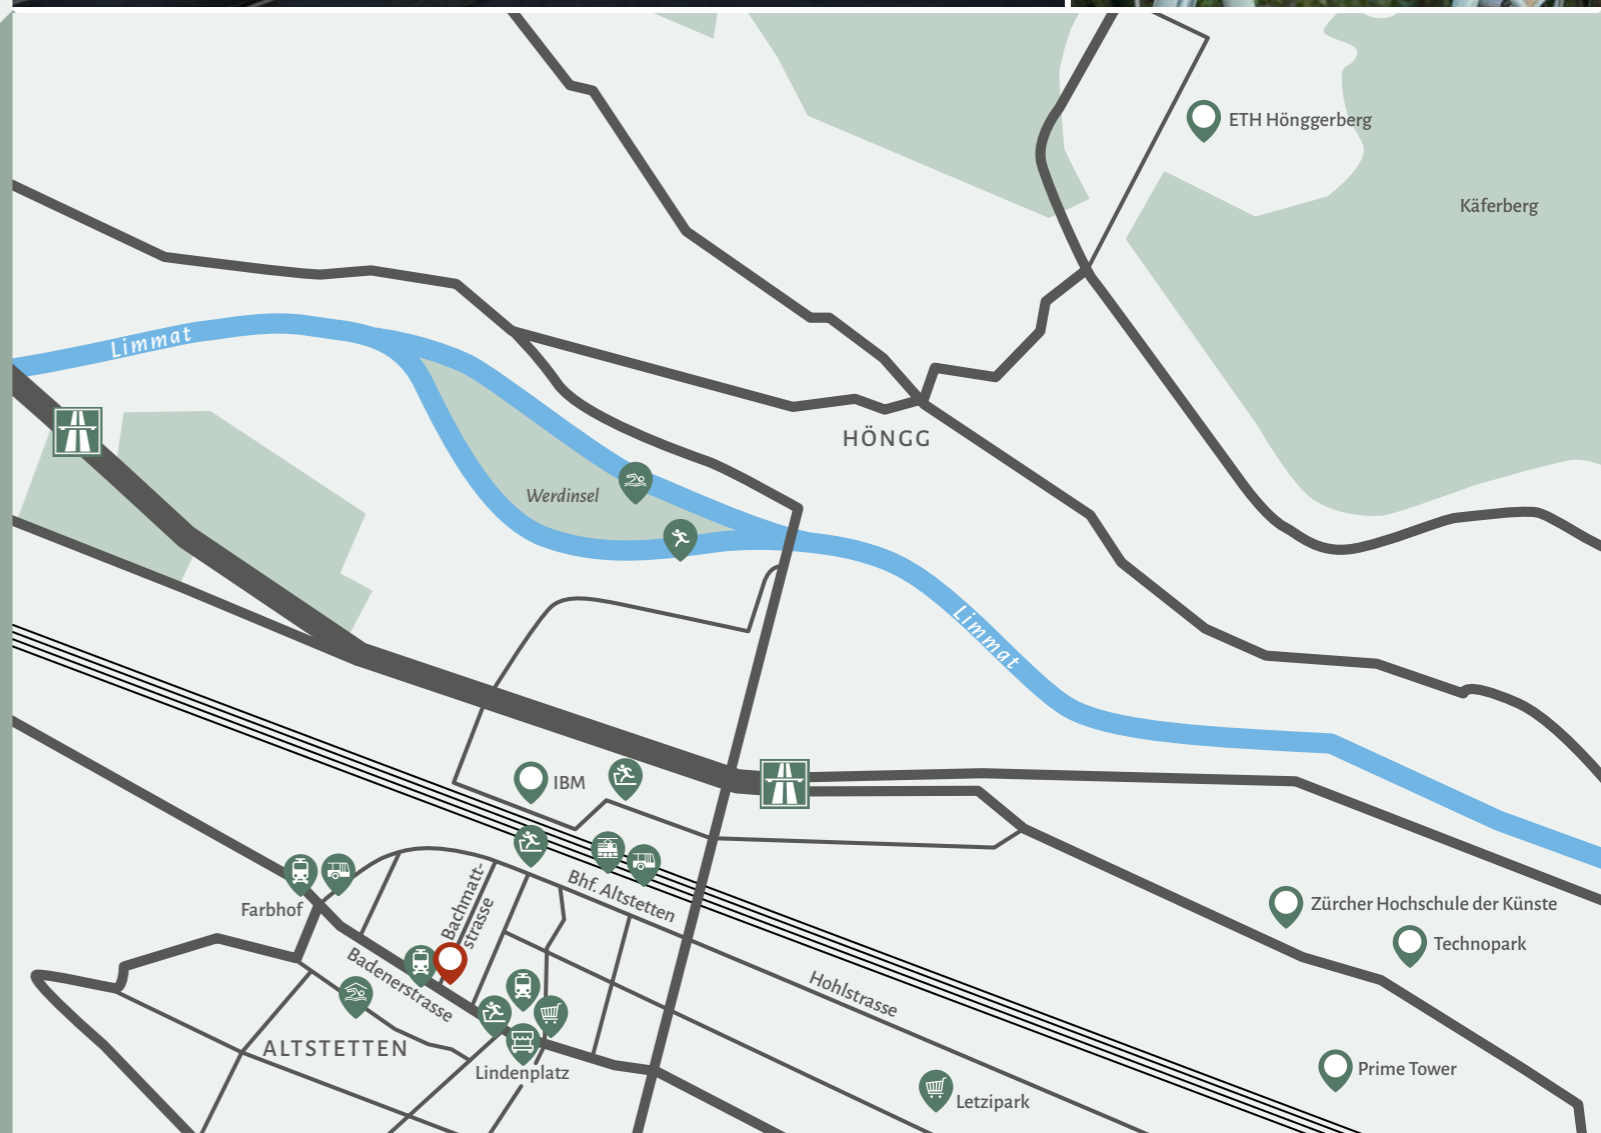 ETH Hönggerberg
Käferberg
Limmat
HÖNGG
Werdinsel
Limmat
IBM
Bhf. Altstetten
Bachmatt-
strasse
Farbhof
Zürcher Hochschule der Künste
Technopark
Badenerstrasse
Hohlstrasse
ALTSTETTEN
Lindenplatz
Prime Tower
Letzipark